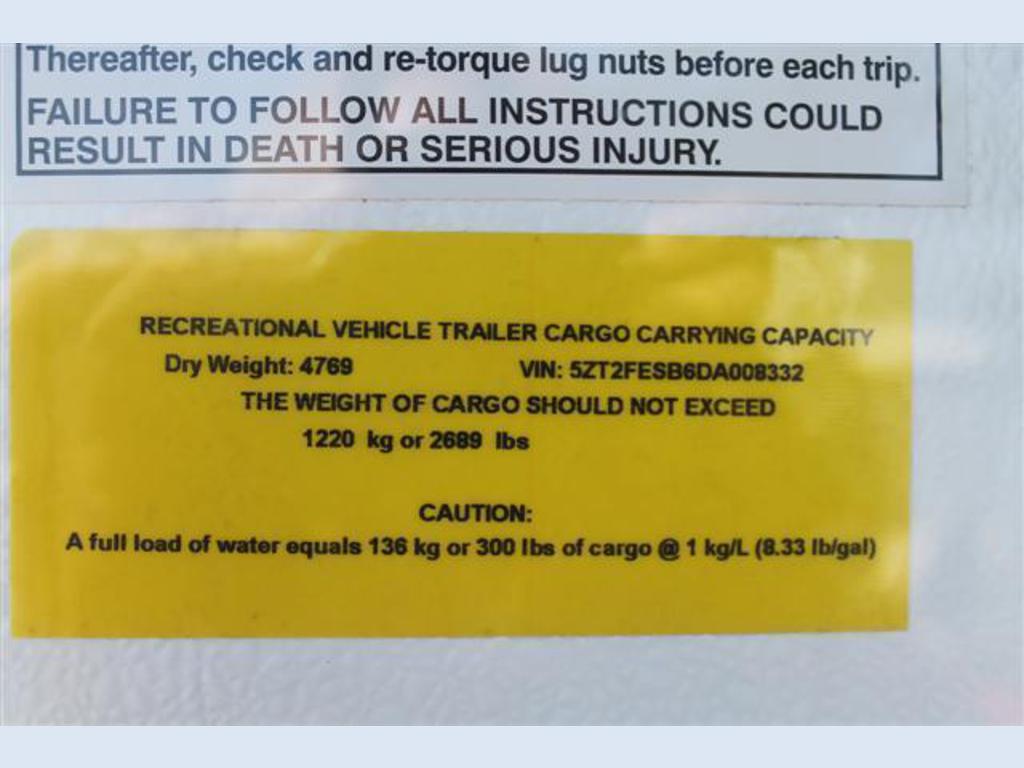 Thereafter, check and re-torque lug nuts before each trip.
FAILURE TO FOLLOW ALL INSTRUCTIONS COULD
RESULT IN DEATH OR SERIOUS INJURY.
RECREATIONAL VEHICLE TRAILER CARGO CARRYING CAPACITY
Dry Weight: 4769 VIN: 5ZT2FESB6DA008332
THE WEIGHT OF CARGO SHOULD NOT EXCEED
1220 kg or 2689 lbs
CAUTION:
A full load of water equals 136 kg or 300 lbs of cargo @ 1 kg/L (8.33 lb/gal)